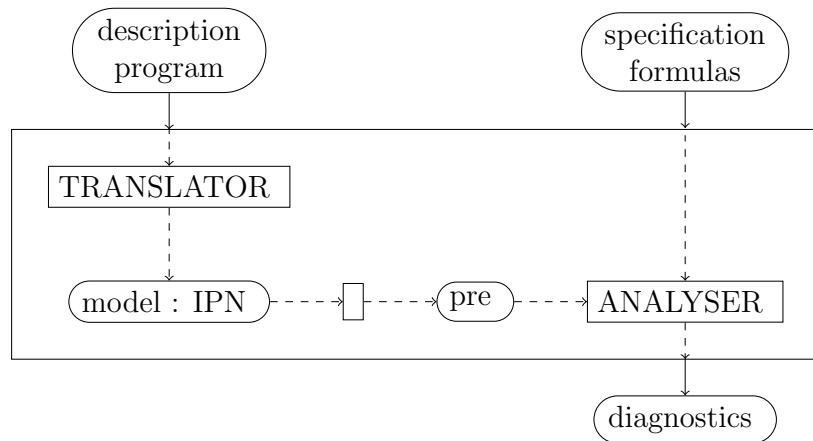 description
program
specification
formulas
TRANSLATOR
model : IPN
pre
ANALYSER
diagnostics